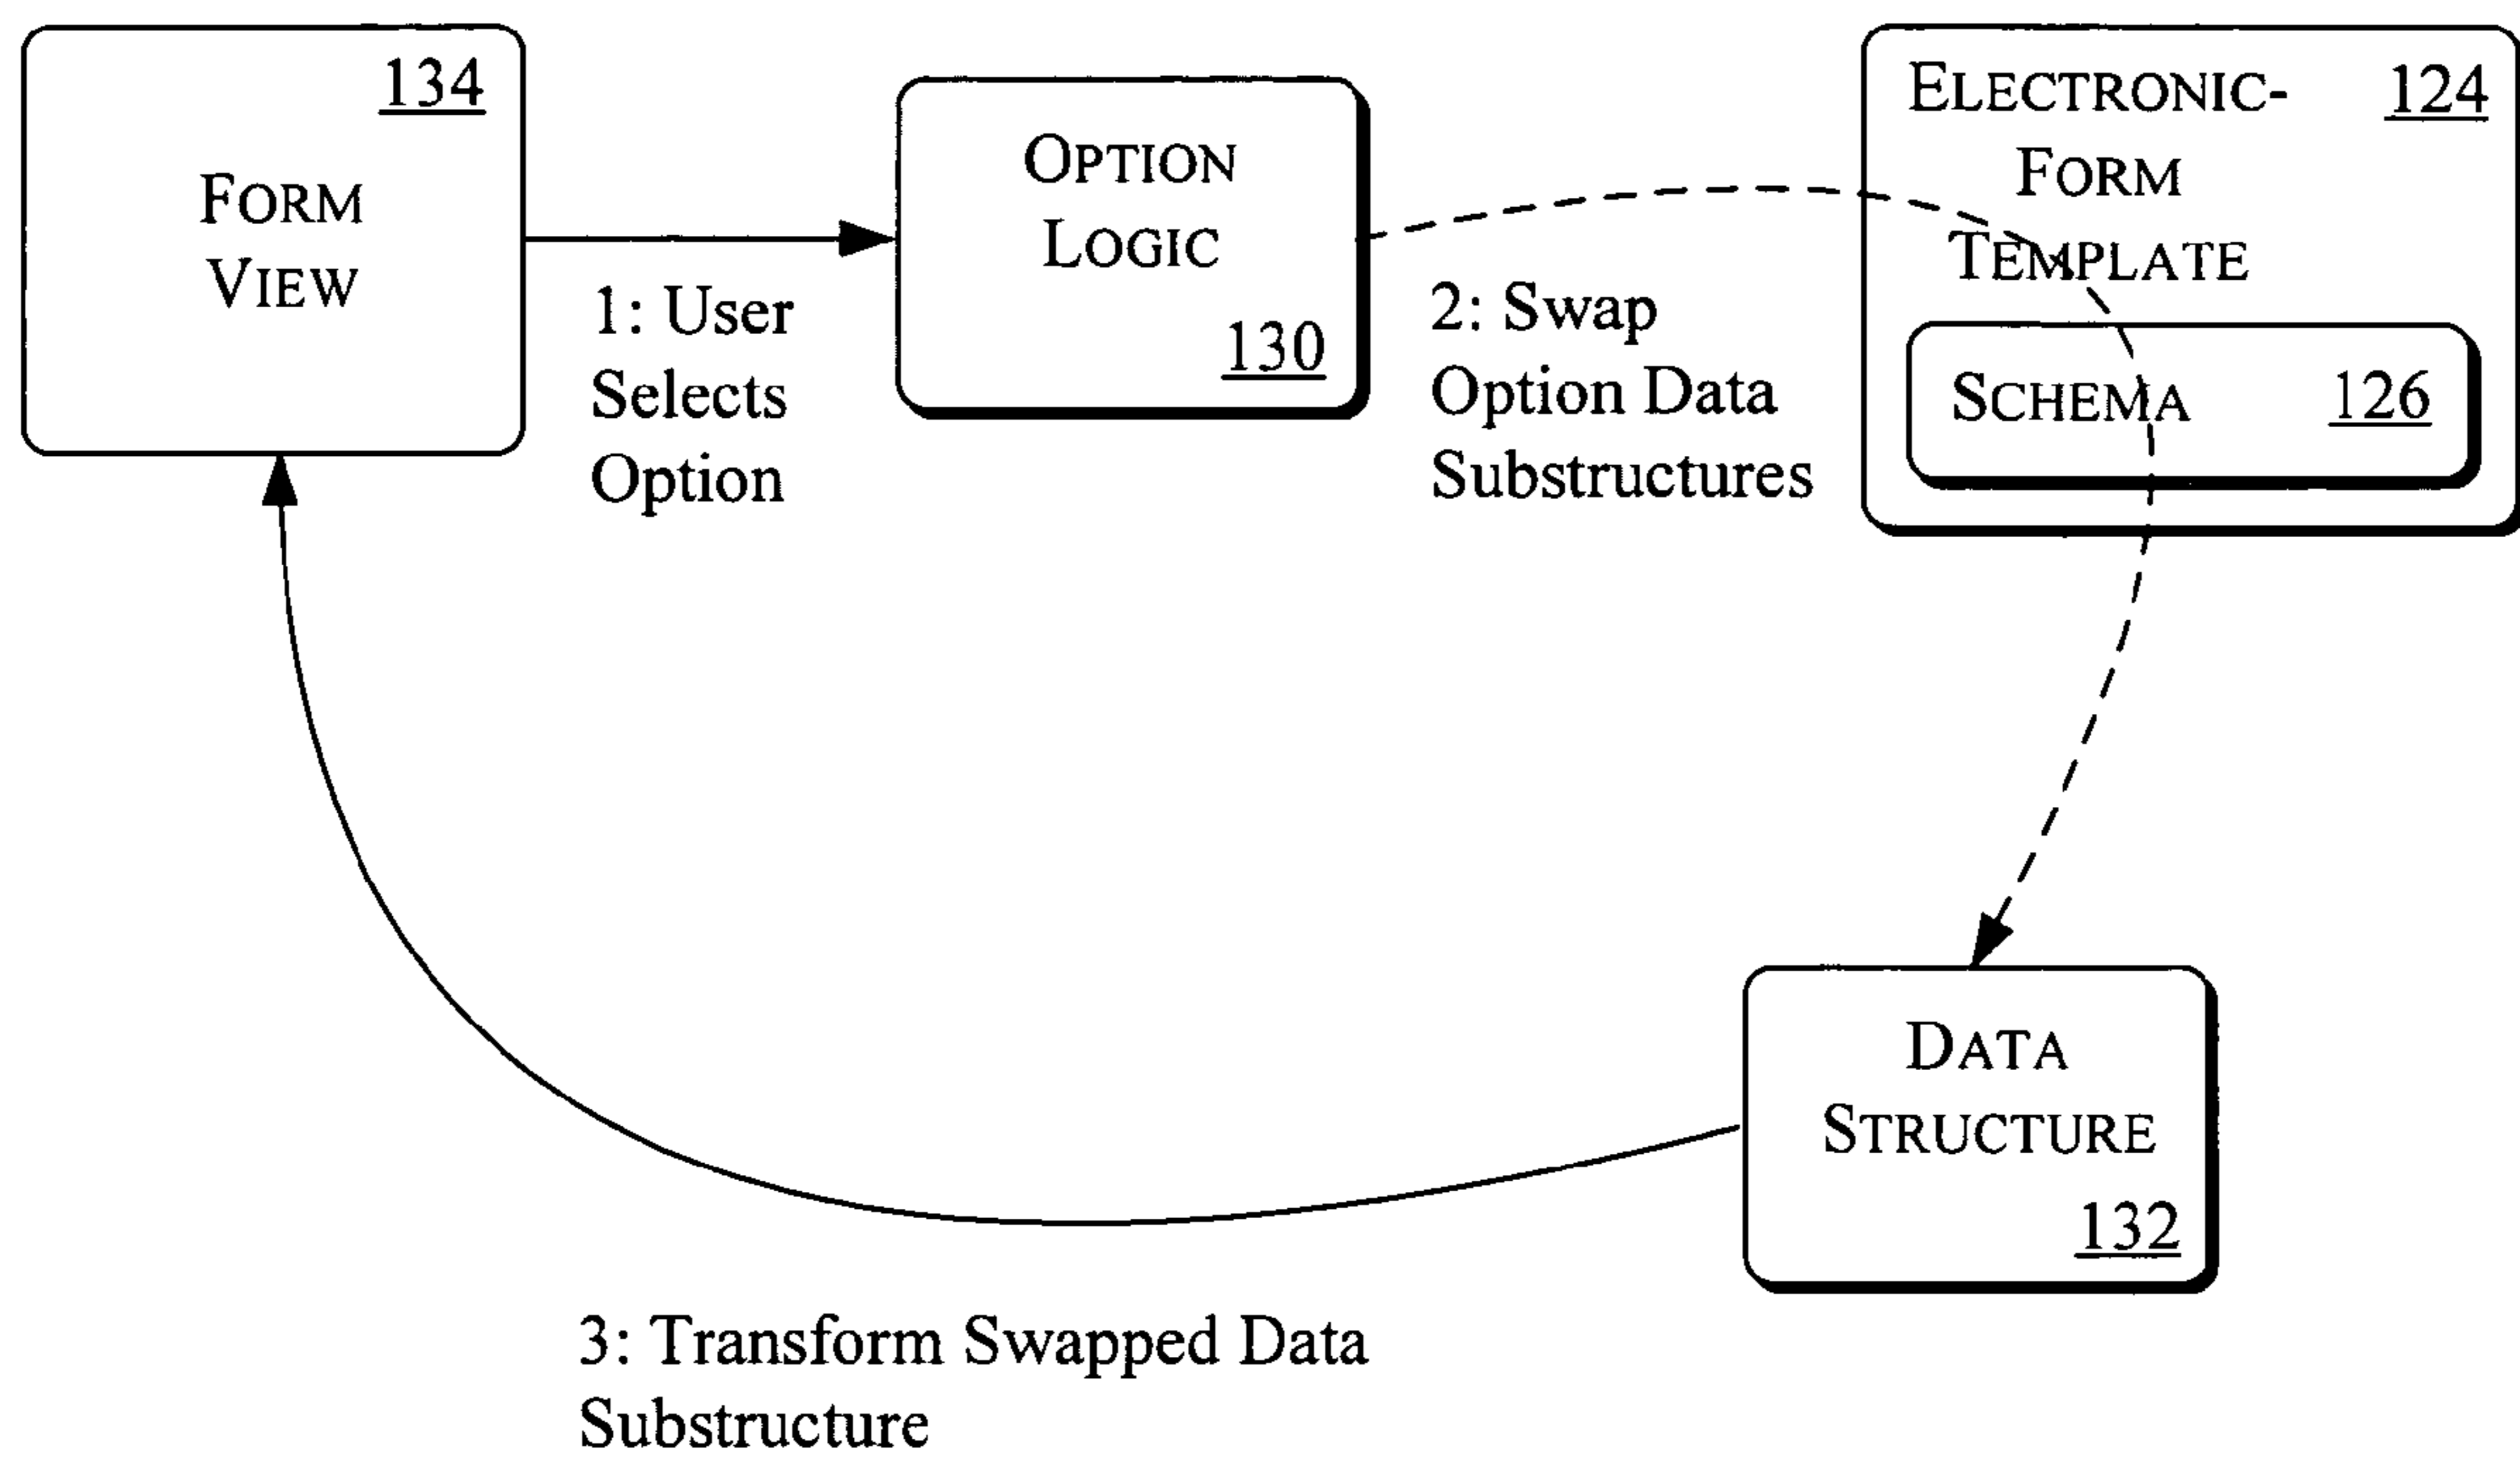 134
FORM
VIEW
OPTION
LOGIC
130
1: User
Selects
Option
2: Swap
Option Data
Substructures
ELECTRONIC- 124
FORM
TEMPLATE
SCHEMA 126
DATA
STRUCTURE
132
3: Transform Swapped Data
Substructure